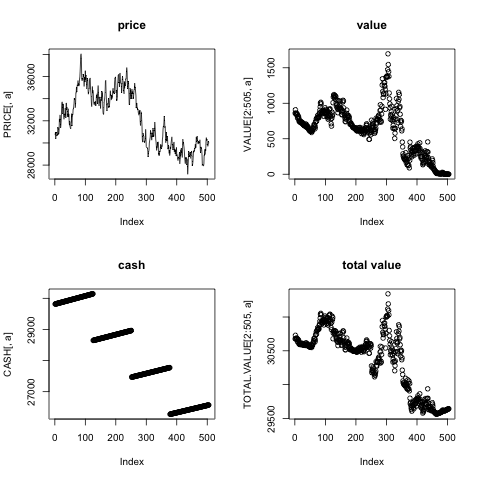 price
value
PRICE[, a]
28000 32000 36000
0 100 200 300 400 500
Index
VALUE[2:505, a]
0 500 1000 1500
0 100 200 300 400 500
Index
cash
total value
CASH[, a]
27000 29000
0 100 200 300 400 500
Index
TOTAL.VALUE[2:505, a]
29500 30500
0 100 200 300 400 500
Index